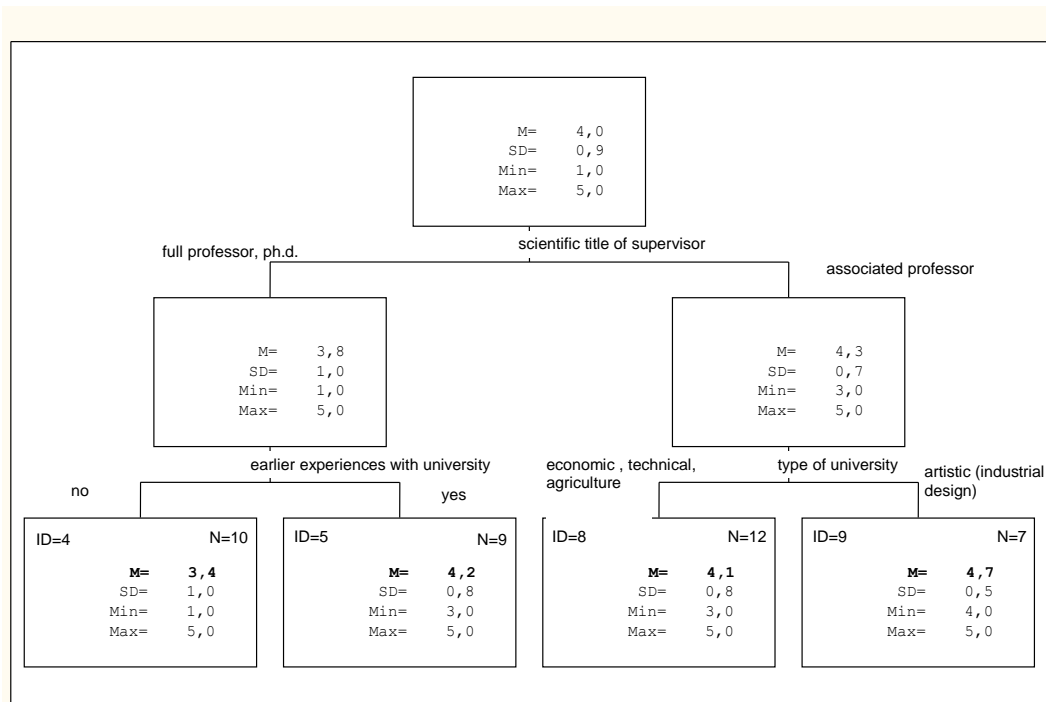 M= 4,0
SD= 0,9
Min= 1,0
Max= 5,0
scientific title of supervisor
full professor, ph.d.
associated professor
M= 3,8
SD= 1,0
Min= 1,0
Max= 5,0
M= 4,3
SD= 0,7
Min= 3,0
Max= 5,0
earlier experiences with university
no
yes
type of university
economic , technical,
agriculture
artistic (industrial
design)
ID=4 N=10
M= 3,4
SD= 1,0
Min= 1,0
Max= 5,0
ID=5 N=9
M= 4,2
SD= 0,8
Min= 3,0
Max= 5,0
ID=8 N=12
M= 4,1
SD= 0,8
Min= 3,0
Max= 5,0
ID=9 N=7
M= 4,7
SD= 0,5
Min= 4,0
Max= 5,0